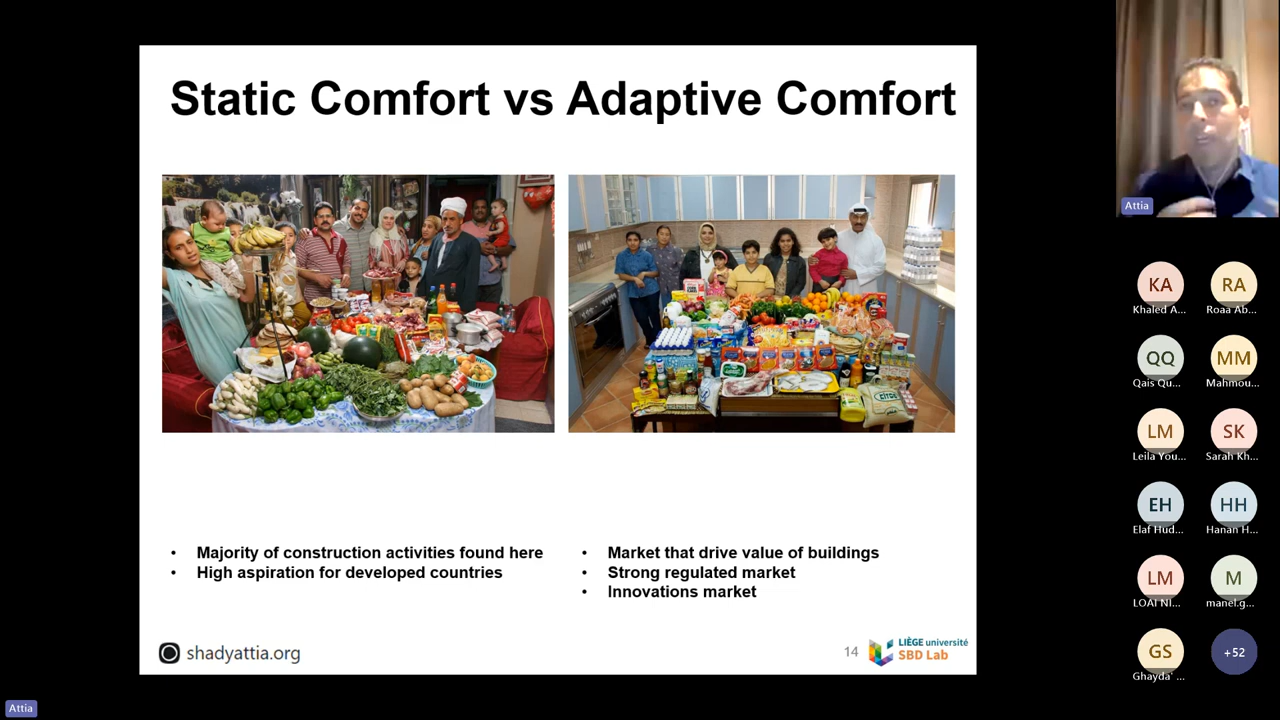 Static Comfort vs Adaptive Comfort
• Majority of construction activities found here
• High aspiration for developed countries
• Market that drive value of buildings
• Strong regulated market
• Innovations market
shadyattia.org
14
LIÈGE université
SBD Lab
Attia
KA
Khaled A...
RA
Roaa Ab...
QQ
Qais Qu...
MM
Mahmou...
LM
Leila You...
SK
Sarah Kh...
EH
Elaf Hud...
HH
Hanan H...
LM
LOAI NI...
M
manel.g...
GS
Ghayda' ...
+52
Attia